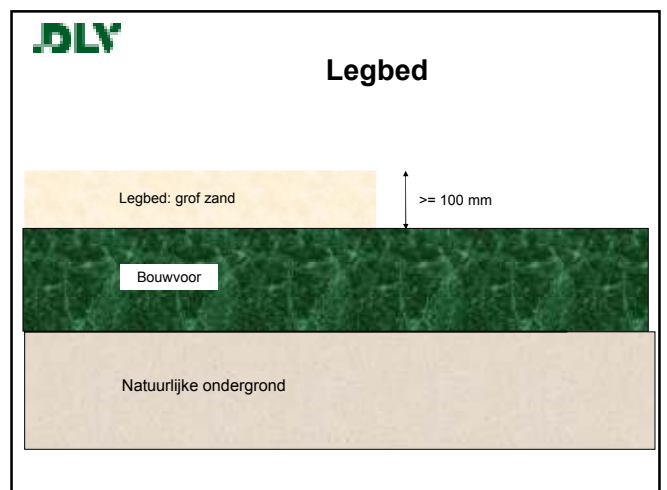 DLV
Legbed
Legbed: grof zand
>= 100 mm
Bouwvoor
Natuurlijke ondergrond